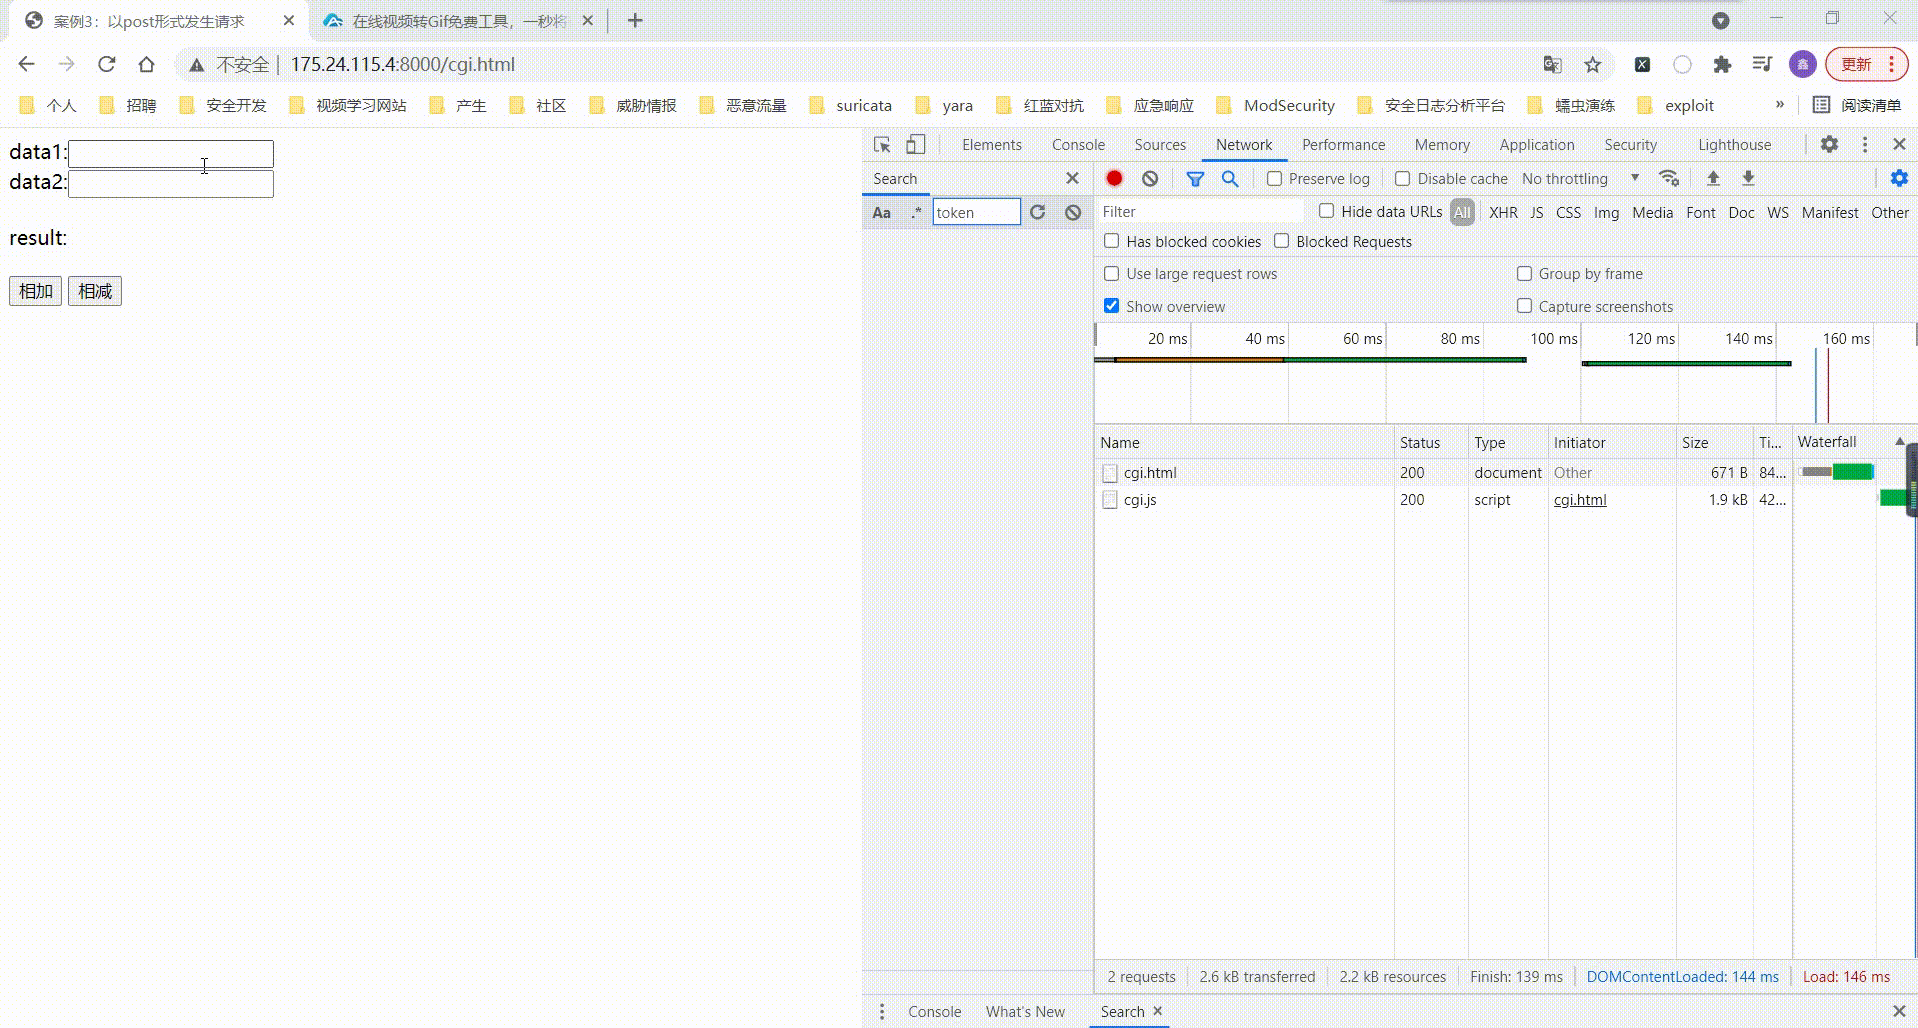 案例3：以post形式发生请求
在线视频转Gif免费工具，一秒将
不安全 | 175.24.115.4:8000/cgi.html
更新
个人 招聘 安全开发 视频学习网站 产生 社区 威胁情报 恶意流量 suricata yara 红蓝对抗 应急响应 ModSecurity 安全日志分析平台 蠕虫演练 exploit » 阅读清单
data1:
data2:
result:
相加 相减
Elements Console Sources Network Performance Memory Application Security Lighthouse
Search
Aa .* token
Preserve log Disable cache No throttling
Filter Hide data URLs All XHR JS CSS Img Media Font Doc WS Manifest Other
Has blocked cookies Blocked Requests
Use large request rows Group by frame
Show overview Capture screenshots
20 ms 40 ms 60 ms 80 ms 100 ms 120 ms 140 ms 160 ms
Name Status Type Initiator Size Ti... Waterfall
cgi.html 200 document Other 671 B 84...
cgi.js 200 script cgi.html 1.9 kB 42...
2 requests 2.6 kB transferred 2.2 kB resources Finish: 139 ms DOMContentLoaded: 144 ms Load: 146 ms
Console What's New Search